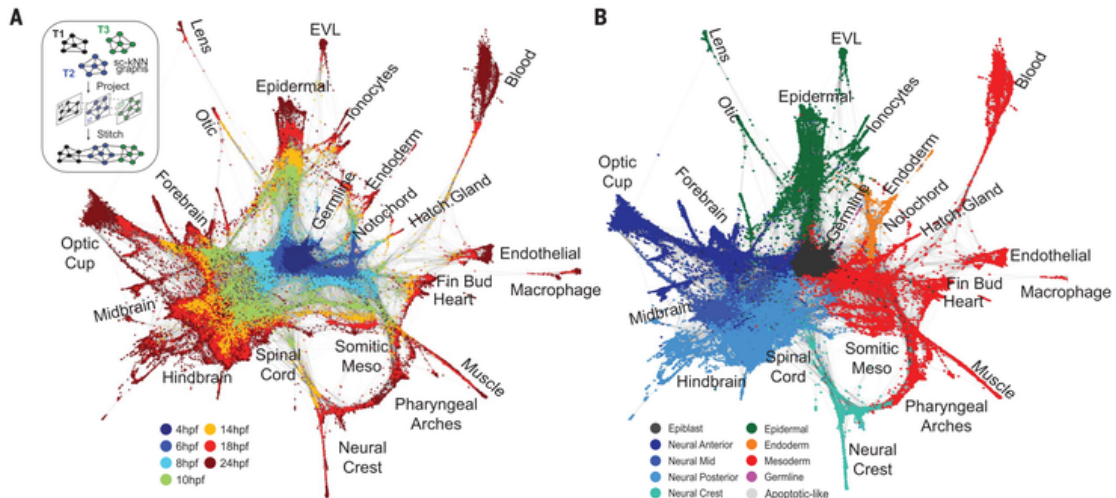 A
T1
T3
T2
sc-kNN
graphs
Project
Stitch
Lens
EVL
Blood
Epidermal
Ionocytes
Otic
Endoderm
Germline
Forebrain
Notochord
Hatch Gland
Optic
Cup
Endothelial
Fin Bud
Heart
Macrophage
Midbrain
Hindbrain
Spinal
Cord
Somitic
Meso
Muscle
Pharyngeal
Arches
Neural
Crest
4hpf
6hpf
8hpf
10hpf
14hpf
18hpf
24hpf
B
Lens
EVL
Blood
Epidermal
Ionocytes
Otic
Endoderm
Germline
Optic
Cup
Forebrain
Notochord
Hatch Gland
Endothelial
Fin Bud
Heart
Macrophage
Midbrain
Hindbrain
Spinal
Cord
Somitic
Meso
Muscle
Pharyngeal
Arches
Neural
Crest
Epiblast
Neural Anterior
Neural Mid
Neural Posterior
Neural Crest
Epidermal
Endoderm
Mesoderm
Germline
Apoptotic-like